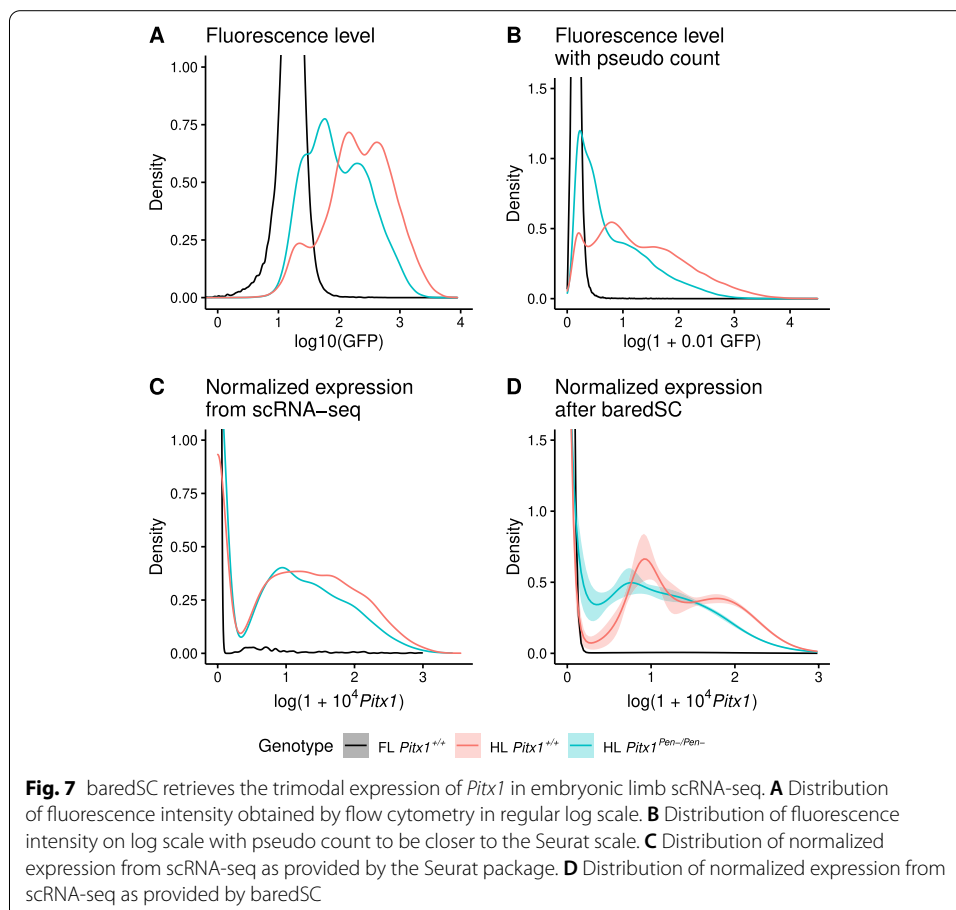 A Fluorescence level
1.00
0.75
0.50
0.25
0.00
Density
0 1 2 3 4
log10(GFP)
B Fluorescence level
with pseudo count
1.5
1.0
0.5
0.0
Density
0 1 2 3 4
log(1 + 0.01 GFP)
C Normalized expression
from scRNA−seq
1.00
0.75
0.50
0.25
0.00
Density
0 1 2 3
log(1 + 10⁴Pitx1)
D Normalized expression
after baredSC
1.5
1.0
0.5
0.0
Density
0 1 2 3
log(1 + 10⁴Pitx1)
Genotype FL Pitx1⁺ᐟ⁺ HL Pitx1⁺ᐟ⁺ HL Pitx1ᴾᵉⁿ⁻ᐟᴾᵉⁿ⁻
Fig. 7 baredSC retrieves the trimodal expression of Pitx1 in embryonic limb scRNA-seq. A Distribution
of fluorescence intensity obtained by flow cytometry in regular log scale. B Distribution of fluorescence
intensity on log scale with pseudo count to be closer to the Seurat scale. C Distribution of normalized
expression from scRNA-seq as provided by the Seurat package. D Distribution of normalized expression from
scRNA-seq as provided by baredSC